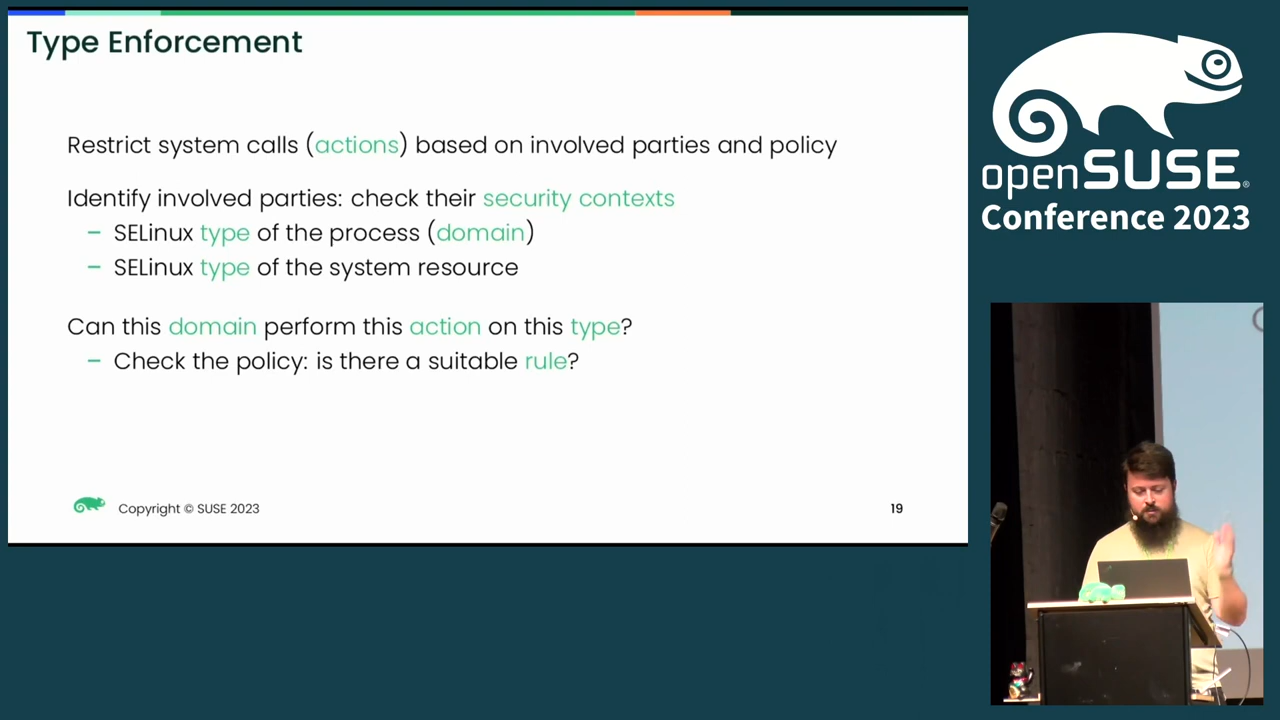 Type Enforcement
Restrict system calls (actions) based on involved parties and policy
Identify involved parties: check their security contexts
– SELinux type of the process (domain)
– SELinux type of the system resource
Can this domain perform this action on this type?
– Check the policy: is there a suitable rule?
Copyright © SUSE 2023
19
openSUSE®
Conference 2023